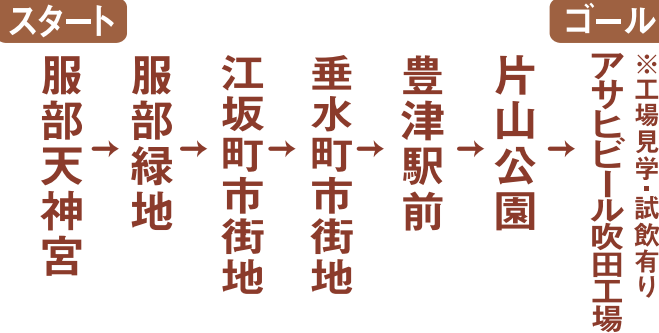 スタート
服部天神宮
→
服部緑地
→
江坂町市街地
→
垂水町市街地
→
豊津駅前
→
片山公園
→
ゴール
アサヒビール吹田工場
※工場見学・試飲有り